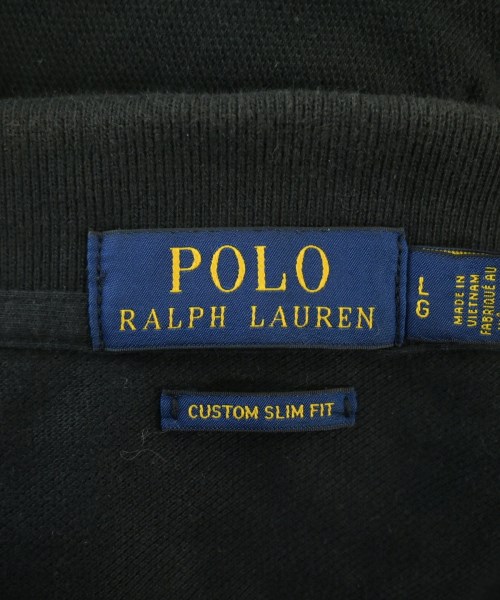 POLO
RALPH LAUREN
L
G
MADE IN
VIETNAM
FABRIQUÉ AU
CUSTOM SLIM FIT